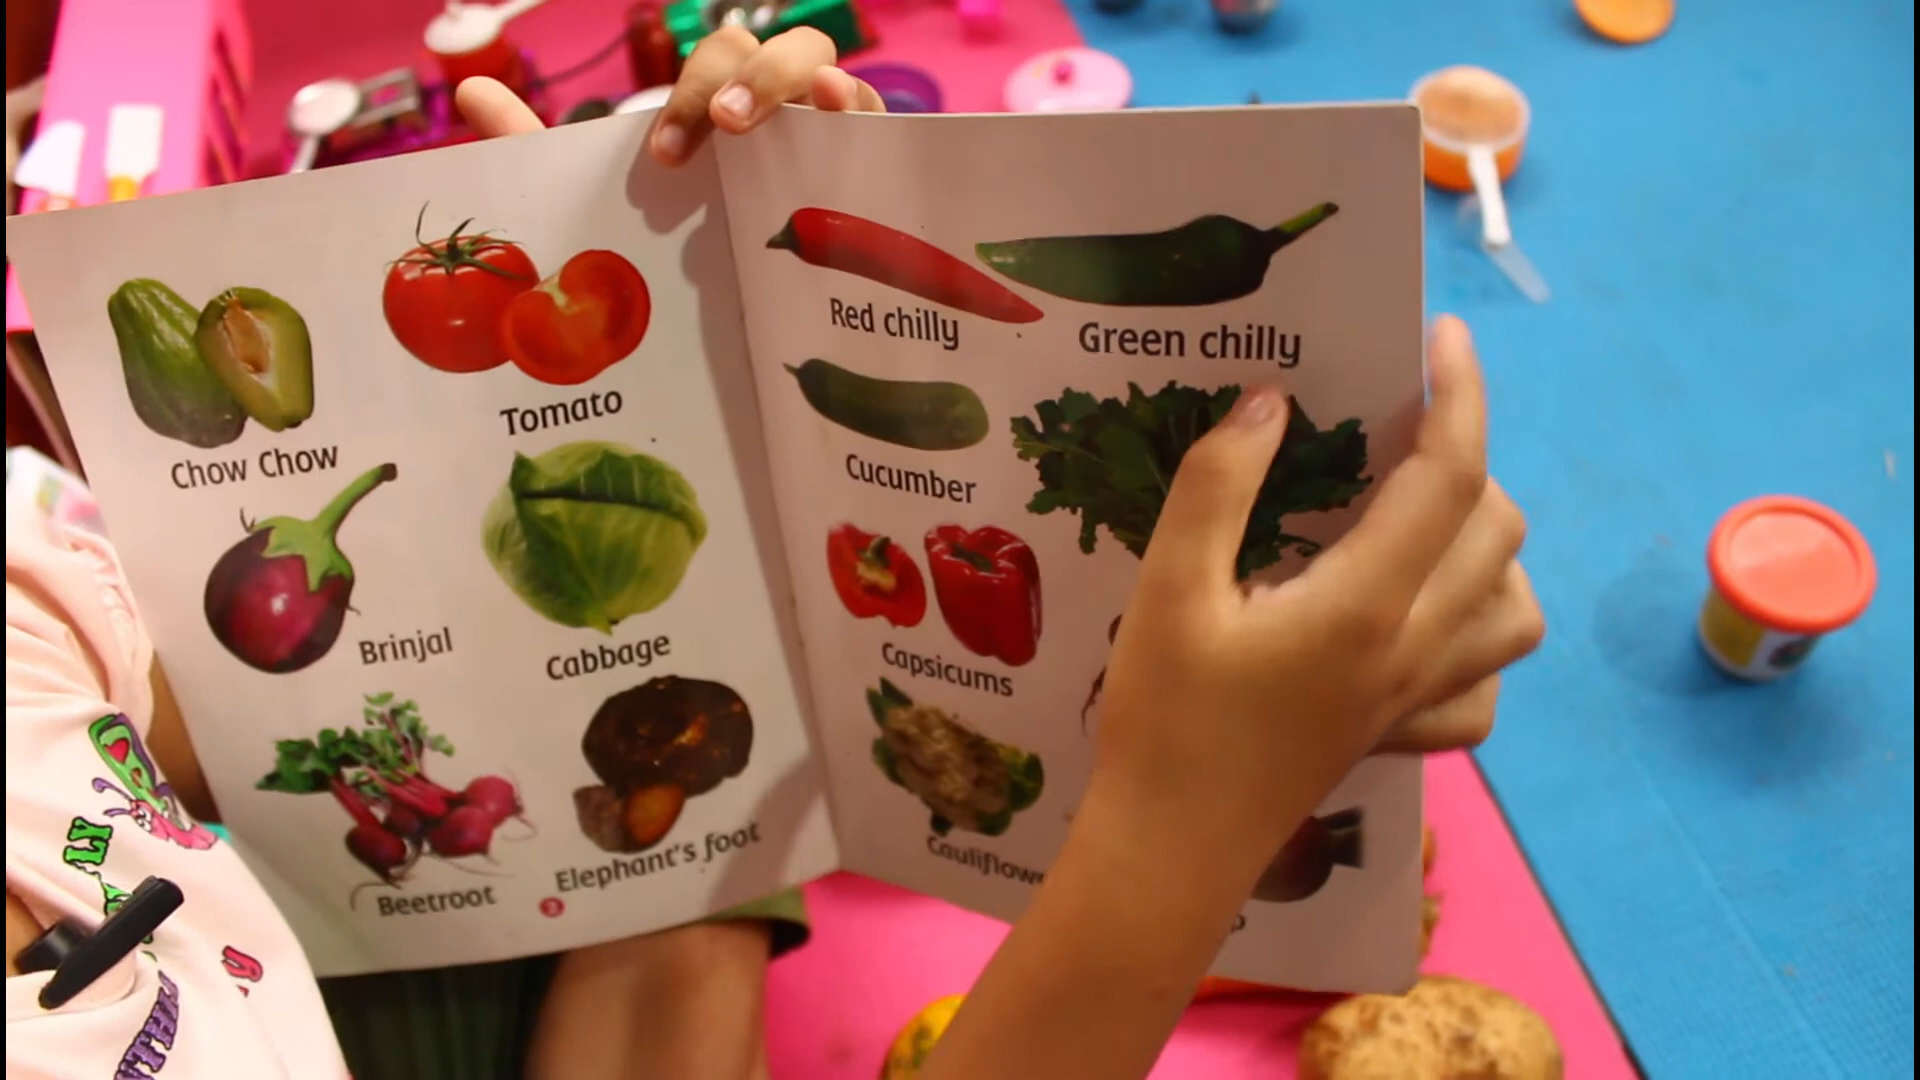 Chow Chow
Tomato
Brinjal
Cabbage
Beetroot
Elephant's foot
Red chilly
Green chilly
Cucumber
Capsicums